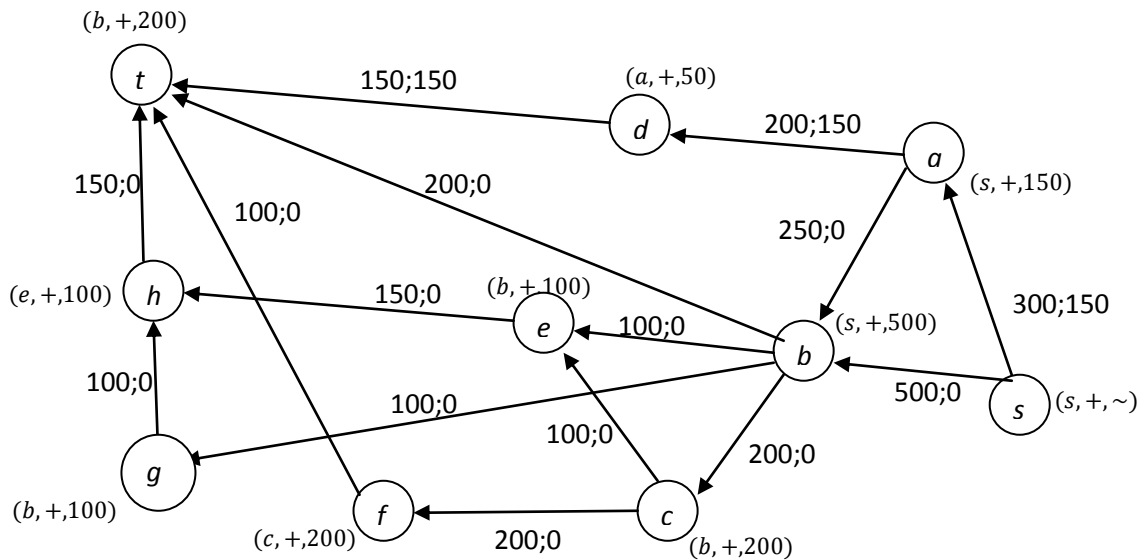 (b, +,200)
t
150;150
(a, +,50)
d
200;150
a
(s, +,150)
150;0
100;0
200;0
250;0
(e, +,100)
h
150;0
(b, +,100)
e
100;0
(s, +,500)
b
300;150
500;0
s
(s, +, ~)
100;0
100;0
100;0
200;0
g
(b, +,100)
f
(c, +,200)
200;0
c
(b, +,200)